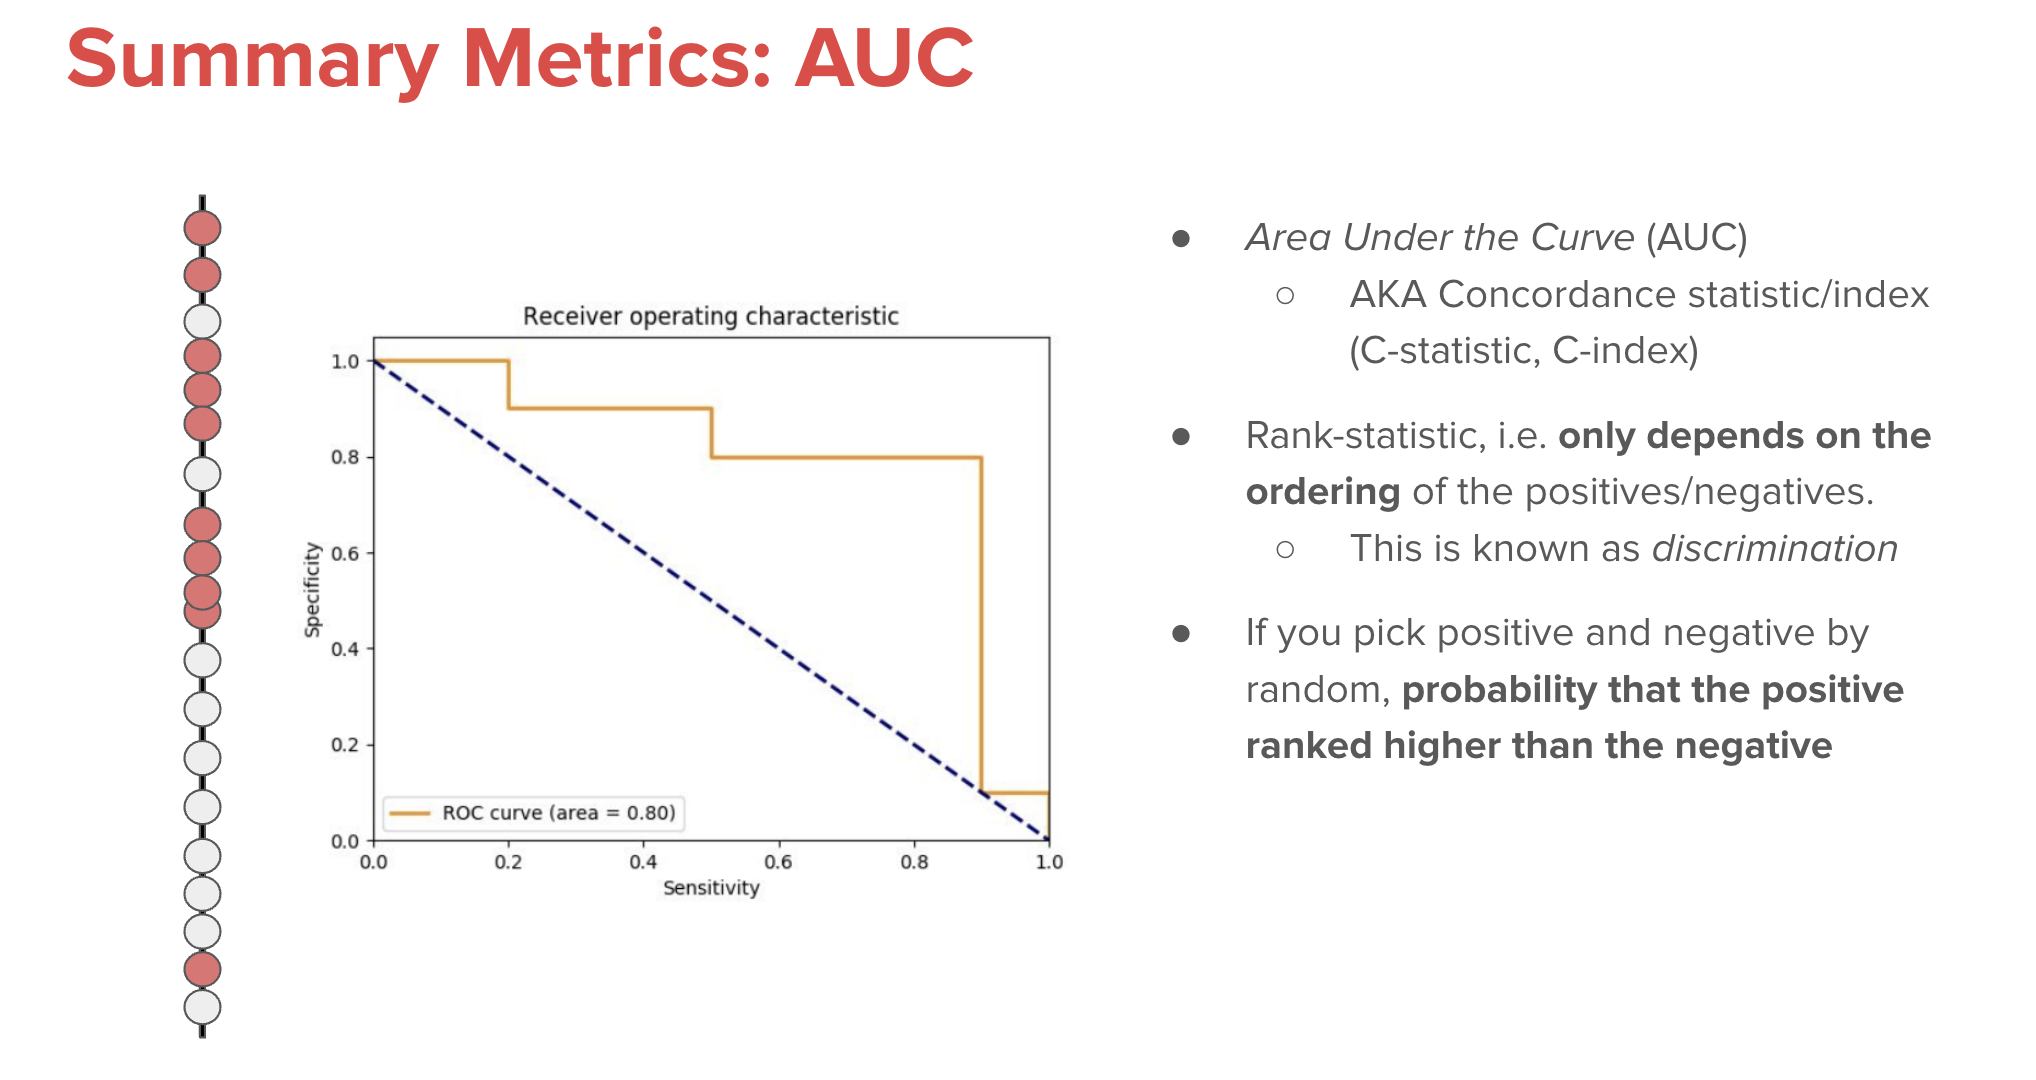 Summary Metrics: AUC
Receiver operating characteristic
1.0
0.8
0.6
0.4
0.2
0.0
Specificity
ROC curve (area = 0.80)
0.0 0.2 0.4 0.6 0.8 1.0
Sensitivity
● Area Under the Curve (AUC)
○ AKA Concordance statistic/index
(C-statistic, C-index)
● Rank-statistic, i.e. only depends on the
ordering of the positives/negatives.
○ This is known as discrimination
● If you pick positive and negative by
random, probability that the positive
ranked higher than the negative